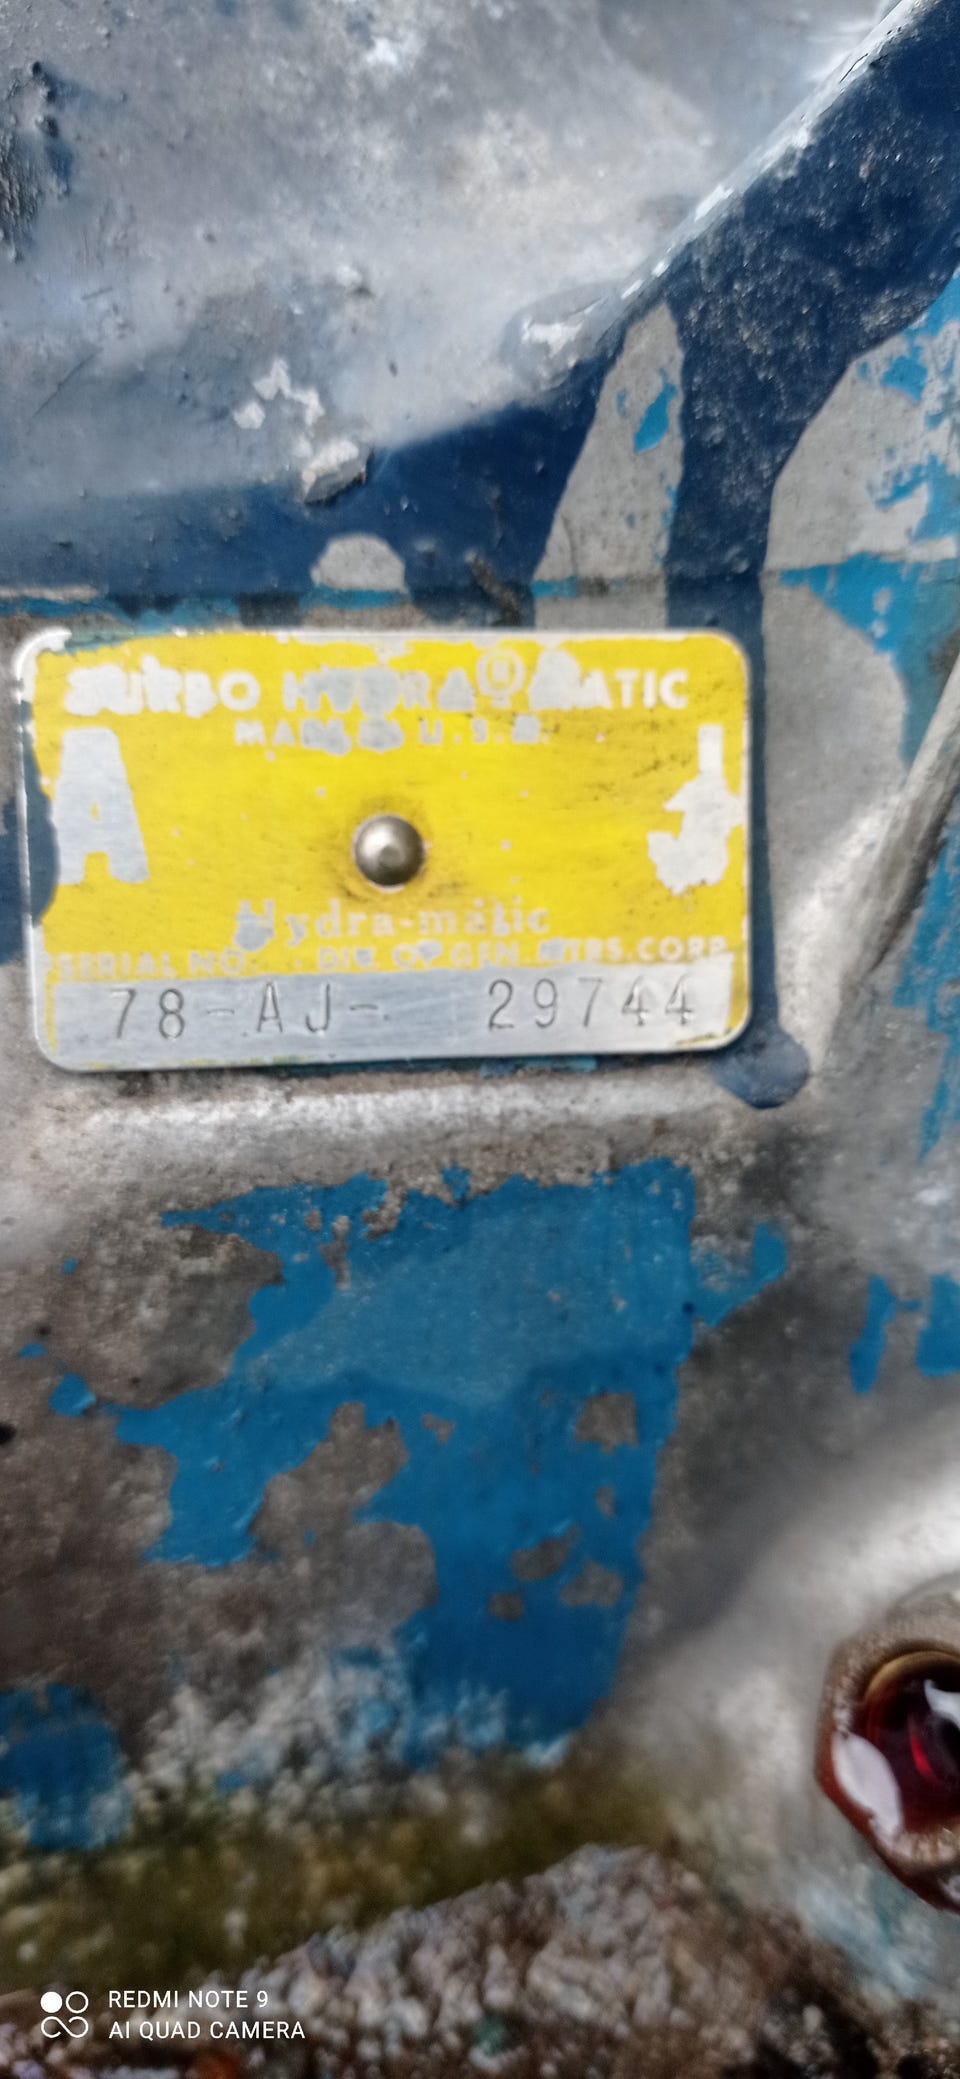 TURBO HYDRA ® MATIC
MADE IN U.S.A.
A J
Hydra-matic
SERIAL NO. DIV. OF GEN. MTRS. CORP.
78-AJ- 29744
REDMI NOTE 9
AI QUAD CAMERA